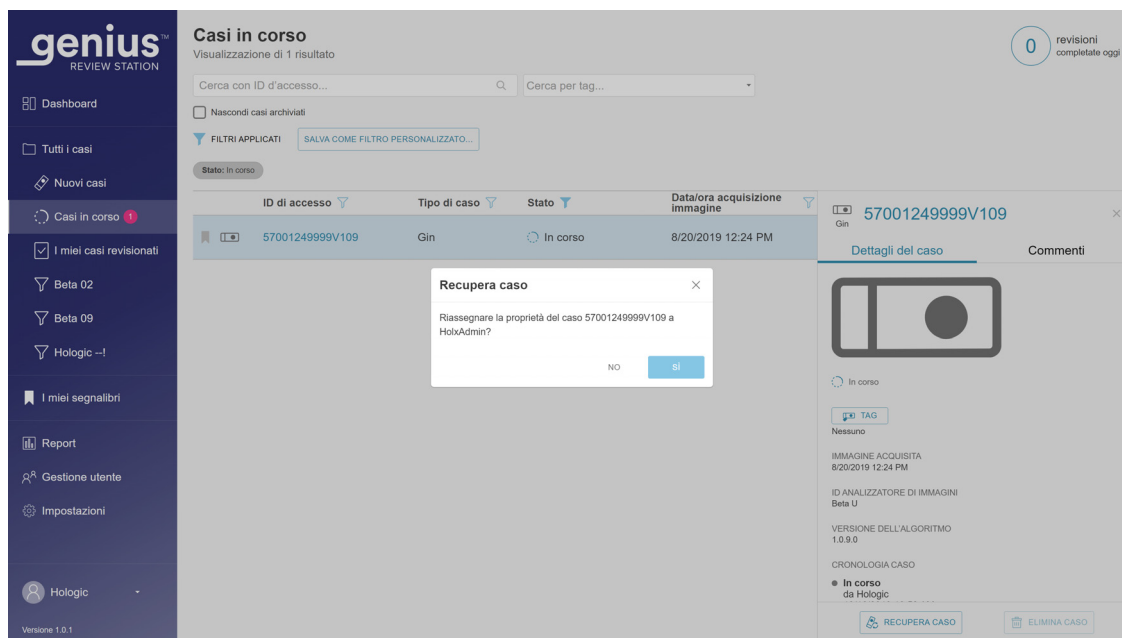 genius™
REVIEW STATION
Dashboard
Tutti i casi
Nuovi casi
Casi in corso 1
I miei casi revisionati
Beta 02
Beta 09
Hologic --!
I miei segnalibri
Report
Gestione utente
Impostazioni
Hologic
Versione 1.0.1
Casi in corso
Visualizzazione di 1 risultato
0 revisioni
completate oggi
Cerca con ID d'accesso...
Cerca per tag...
Nascondi casi archiviati
FILTRI APPLICATI
SALVA COME FILTRO PERSONALIZZATO...
Stato: In corso
ID di accesso
Tipo di caso
Stato
Data/ora acquisizione
immagine
57001249999V109
Gin
In corso
8/20/2019 12:24 PM
Recupera caso
Riassegnare la proprietà del caso 57001249999V109 a
HolxAdmin?
NO
SÌ
Gin
57001249999V109
Dettagli del caso
Commenti
In corso
TAG
Nessuno
IMMAGINE ACQUISITA
8/20/2019 12:24 PM
ID ANALIZZATORE DI IMMAGINI
Beta U
VERSIONE DELL'ALGORITMO
1.0.9.0
CRONOLOGIA CASO
In corso
da Hologic
RECUPERA CASO
ELIMINA CASO